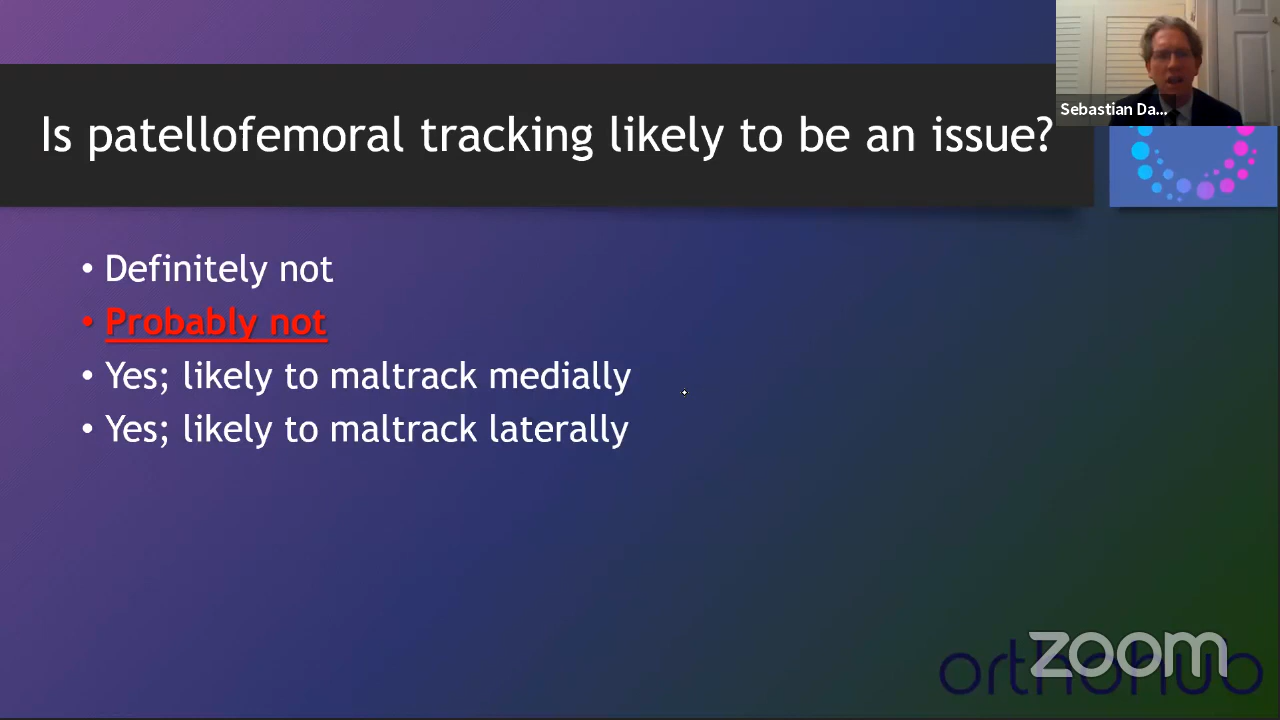 Sebastian Da...
Is patellofemoral tracking likely to be an issue?
• Definitely not
• Probably not
• Yes; likely to maltrack medially
• Yes; likely to maltrack laterally
zoom
orthohub